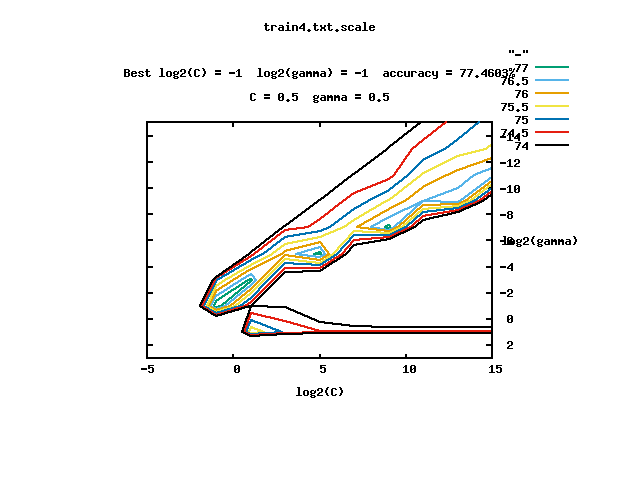 train4.txt.scale
"-"
Best log2(C) = -1 log2(gamma) = -1 accuracy = 77.4603%
77
76.5
C = 0.5 gamma = 0.5
76
75.5
75
74.5
74
-14
-12
-10
-8
-6
log2(gamma)
-4
-2
0
2
-5 0 5 10 15
log2(C)